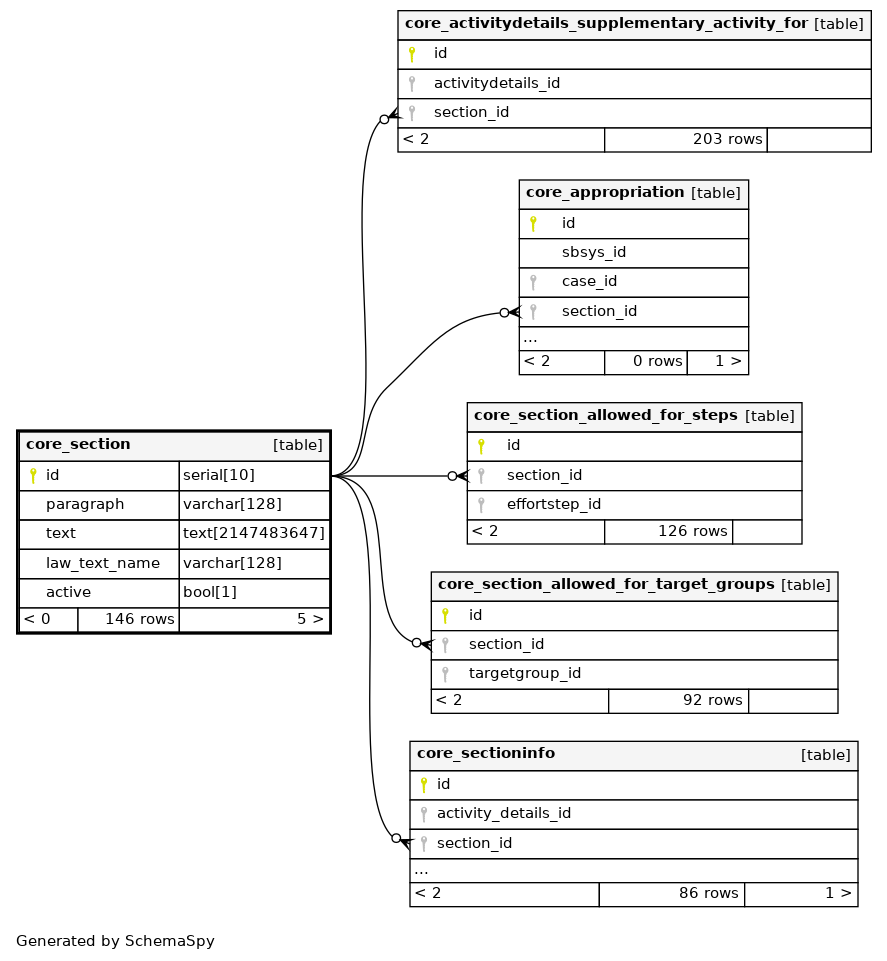 core_activitydetails_supplementary_activity_for [table]
id
activitydetails_id
section_id
< 2 203 rows
core_appropriation [table]
id
sbsys_id
case_id
section_id
...
< 2 0 rows 1 >
core_section_allowed_for_steps [table]
id
section_id
effortstep_id
< 2 126 rows
core_section [table]
id serial[10]
paragraph varchar[128]
text text[2147483647]
law_text_name varchar[128]
active bool[1]
< 0 146 rows 5 >
core_section_allowed_for_target_groups [table]
id
section_id
targetgroup_id
< 2 92 rows
core_sectioninfo [table]
id
activity_details_id
section_id
...
< 2 86 rows 1 >
Generated by SchemaSpy